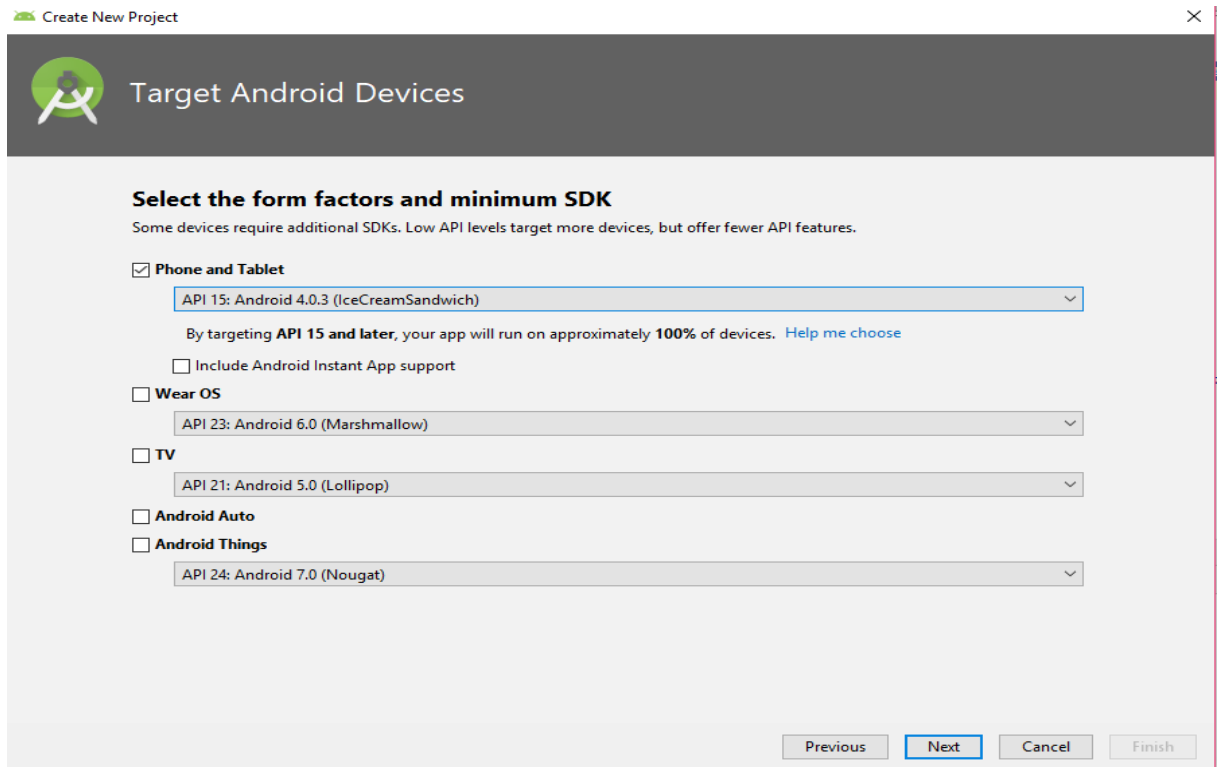 Create New Project
Target Android Devices
Select the form factors and minimum SDK
Some devices require additional SDKs. Low API levels target more devices, but offer fewer API features.
Phone and Tablet
API 15: Android 4.0.3 (IceCreamSandwich)
By targeting API 15 and later, your app will run on approximately 100% of devices. Help me choose
Include Android Instant App support
Wear OS
API 23: Android 6.0 (Marshmallow)
TV
API 21: Android 5.0 (Lollipop)
Android Auto
Android Things
API 24: Android 7.0 (Nougat)
Previous Next Cancel Finish